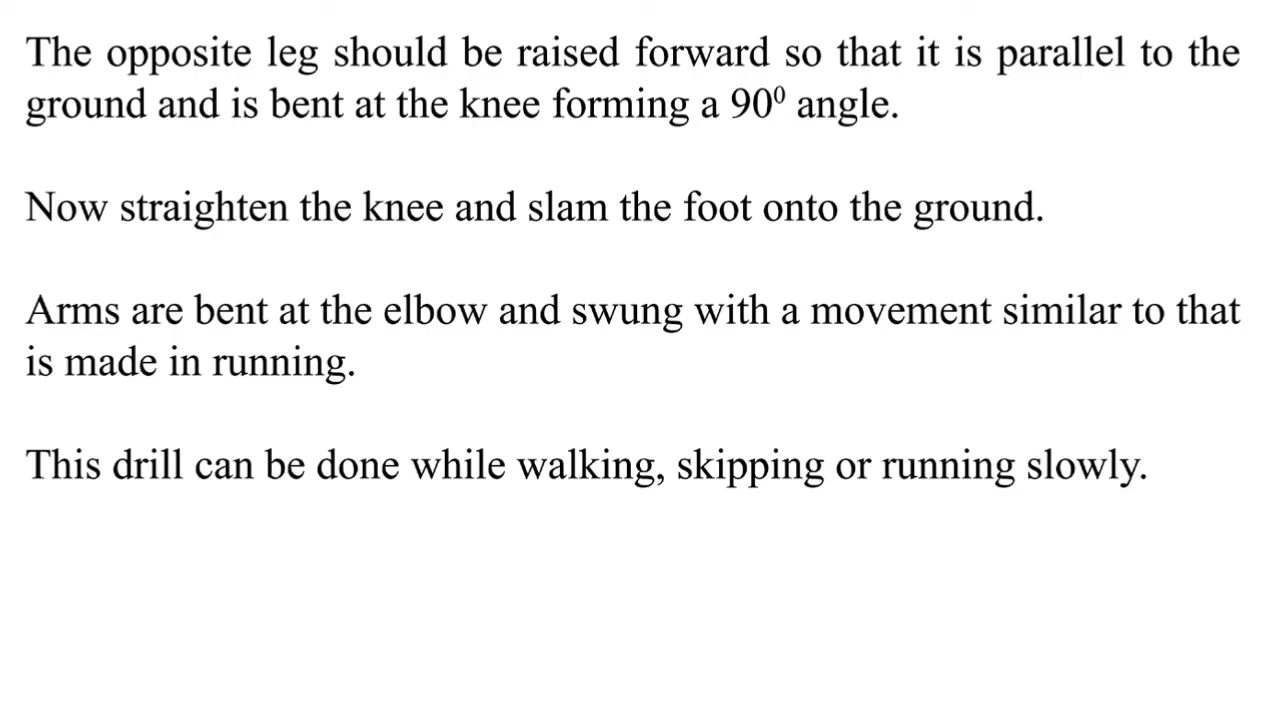 The opposite leg should be raised forward so that it is parallel to the
ground and is bent at the knee forming a 90⁰ angle.
Now straighten the knee and slam the foot onto the ground.
Arms are bent at the elbow and swung with a movement similar to that
is made in running.
This drill can be done while walking, skipping or running slowly.